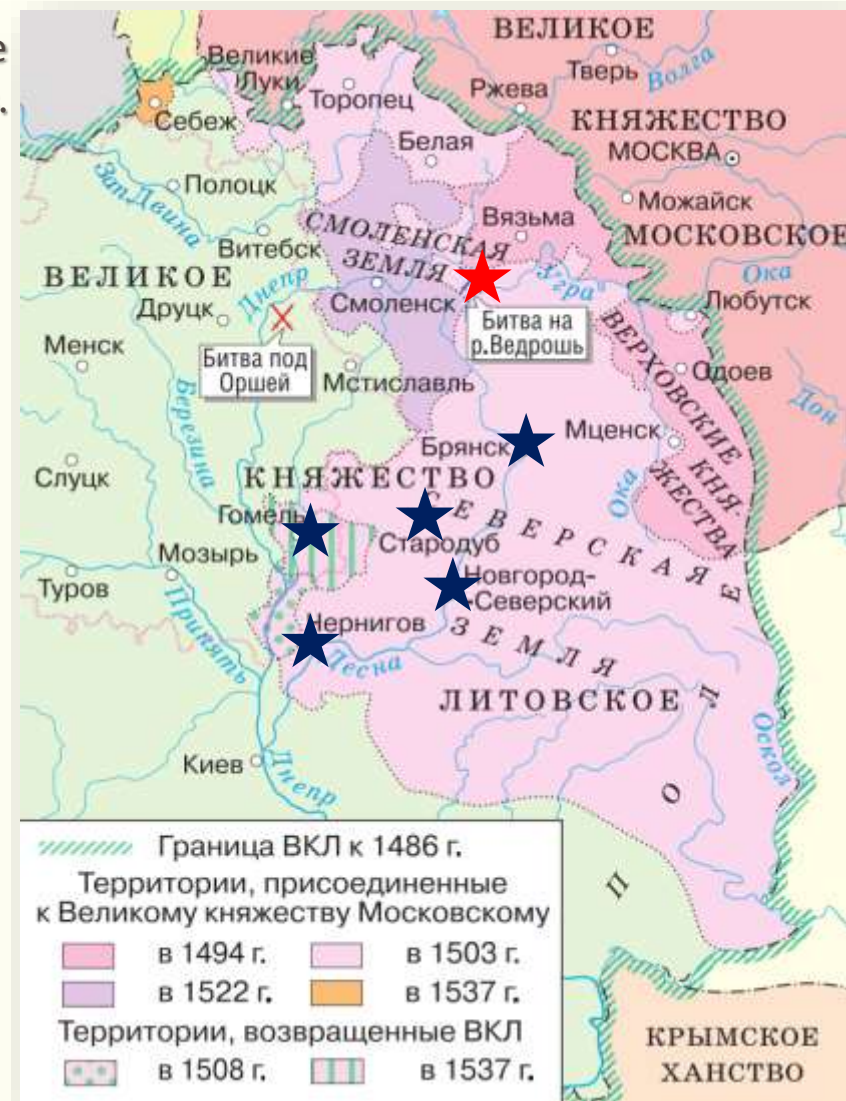 е
.
ВЕЛИКОЕ
Великие
Луки
Тверь
Волга
Торопец
Ржева
Себеж
КНЯЖЕСТВО
Белая
МОСКВА
Полоцк
Зап. Двина
Можайск
СМОЛЕНСКАЯ
ЗЕМЛЯ
Вязьма
Витебск
МОСКОВСКОЕ
Ока
ВЕЛИКОЕ
Днепр
Угра
Друцк
Смоленск
Любутск
Битва на
р.Ведрошь
Менск
Битва под
Оршей
ВЕРХОВСКИЕ КНЯ-
ЖЕСТВА
Одоев
Мстиславль
Дон
Березина
Мценск
Брянск
Слуцк
КНЯЖЕСТВО
Ока
Гомель
СЕВЕРСКАЯ
Стародуб
Мозырь
Туров
Новгород-
-Северский
Припять
Чернигов
ЗЕМЛЯ
Десна
ЛИТОВСКОЕ
Оскол
Киев
Днепр
ПОЛЕ
Граница ВКЛ к 1486 г.
Территории, присоединенные
к Великому княжеству Московскому
в 1494 г.
в 1503 г.
в 1522 г.
в 1537 г.
Территории, возвращенные ВКЛ
в 1508 г.
в 1537 г.
КРЫМСКОЕ
ХАНСТВО